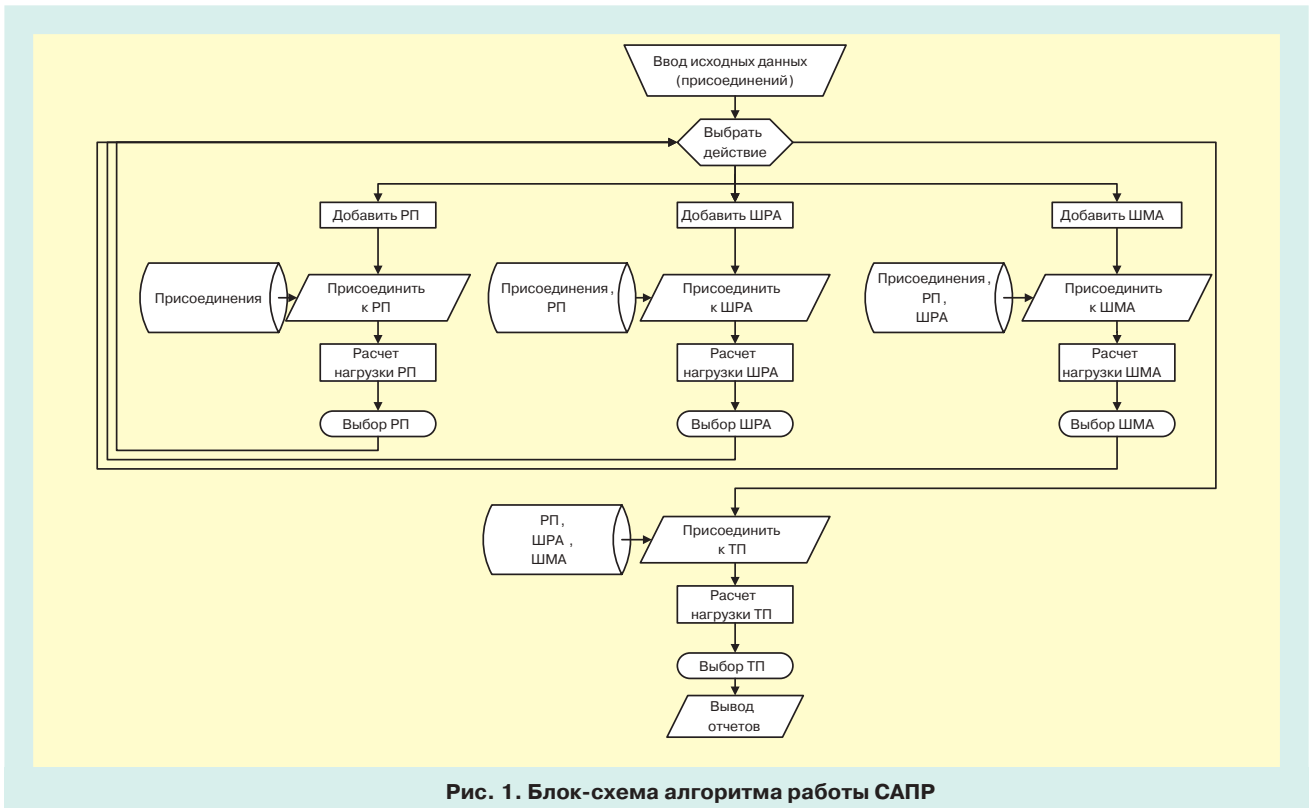 Ввод исходных данных
(присоединений)
Выбрать
действие
Добавить РП
Добавить ШРА
Добавить ШМА
Присоединения
Присоединить
к РП
Присоединения,
РП
Присоединить
к ШРА
Присоединения,
РП,
ШРА
Присоединить
к ШМА
Расчет
нагрузки РП
Расчет
нагрузки ШРА
Расчет
нагрузки ШМА
Выбор РП
Выбор ШРА
Выбор ШМА
РП,
ШРА,
ШМА
Присоединить
к ТП
Расчет
нагрузки ТП
Выбор ТП
Вывод
отчетов
Рис. 1. Блок-схема алгоритма работы САПР